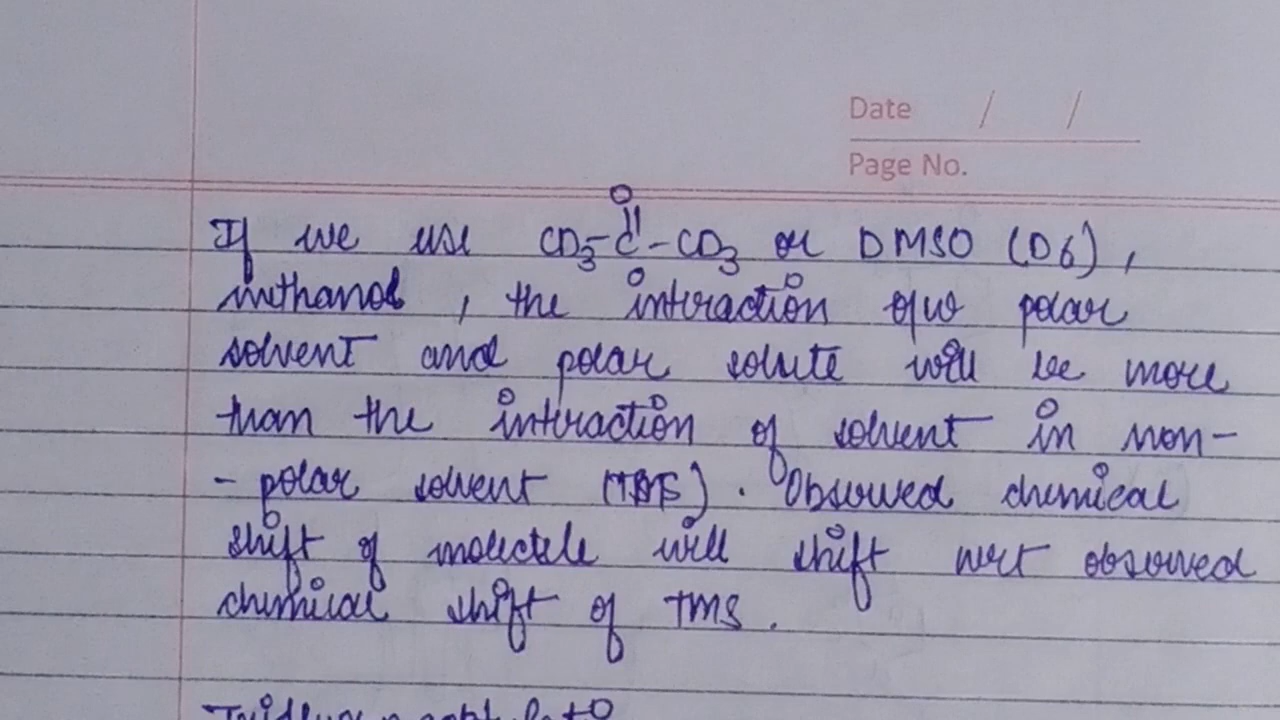 Date / /
Page No.
O
If we use CD3-C-CD3 or DMSO (D6),
methanol, the interaction of polar
solvent and polar solute will be more
than the interaction of solvent in non-
- polar solvent (TMS). Observed chemical
shift of molecule will shift wrt observed
chemical shift of TMS.